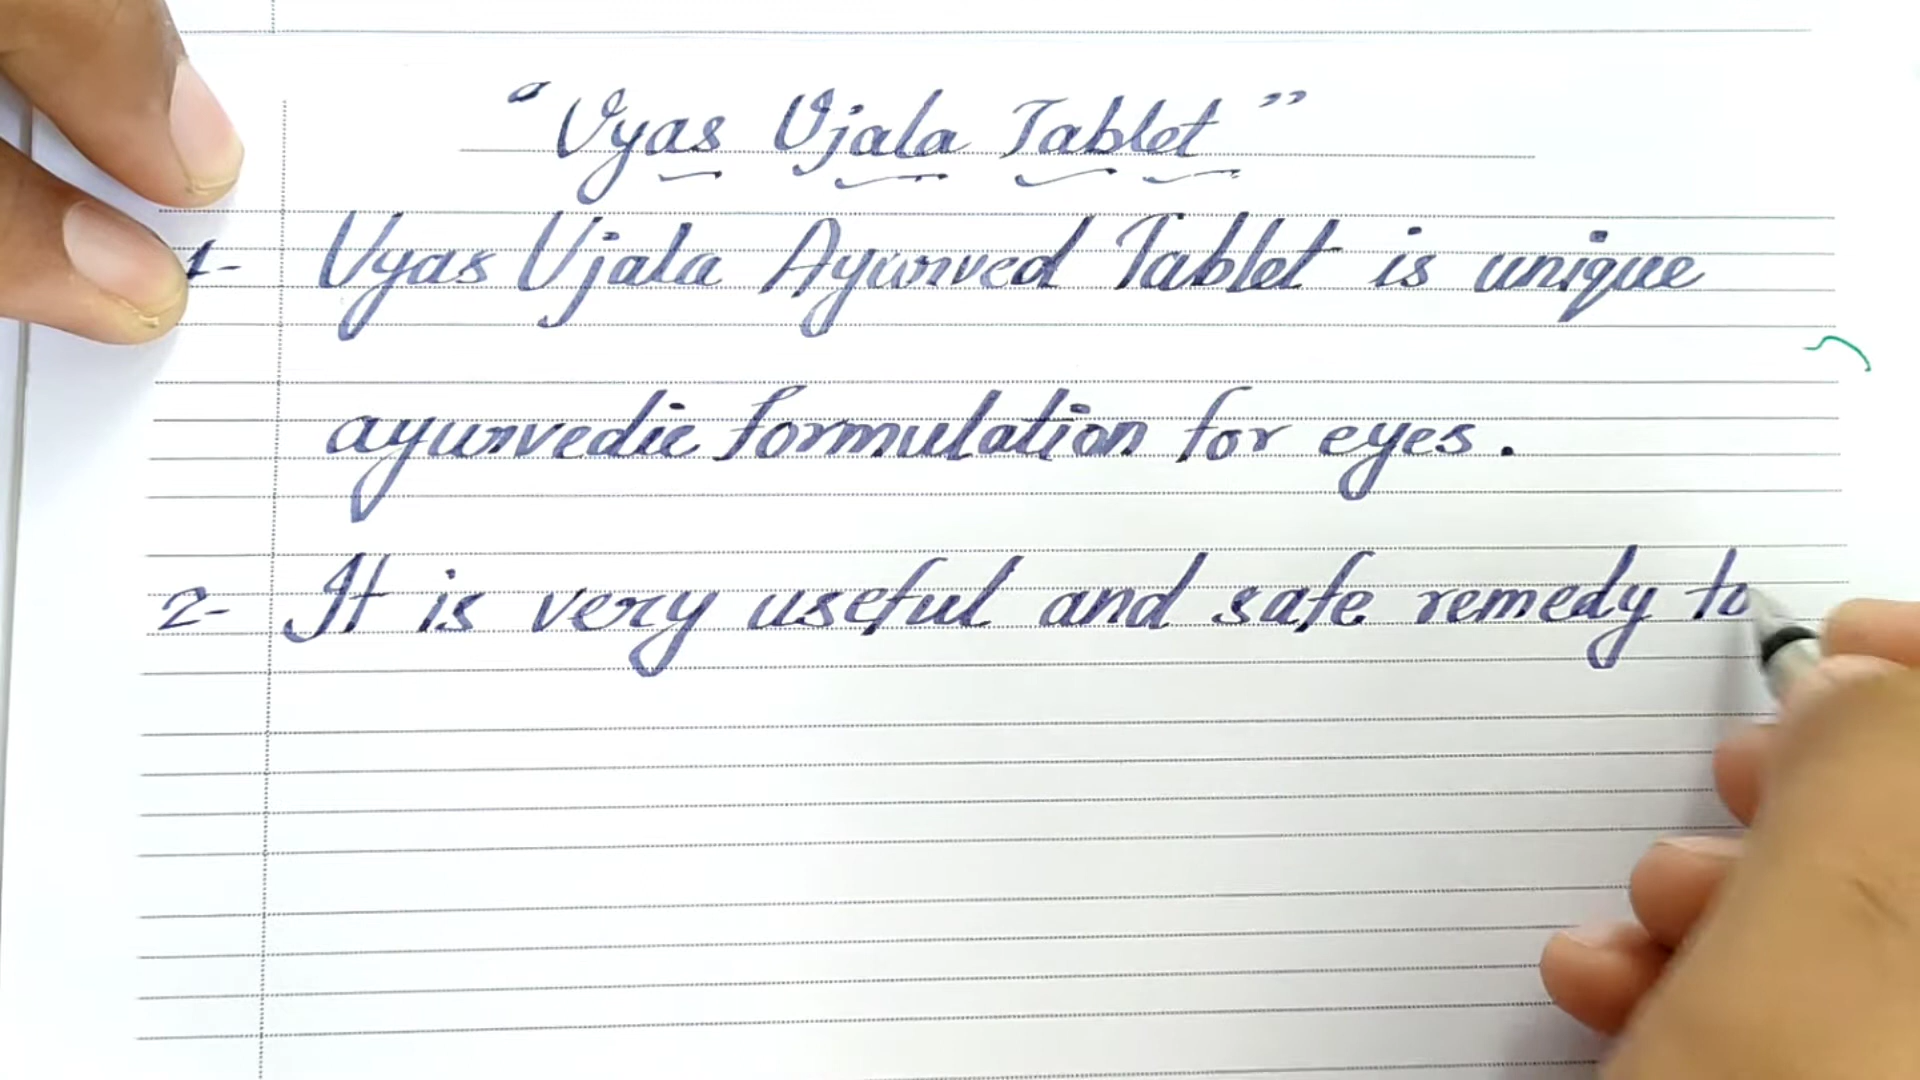 "Vyas Ujala Tablet"
1- Vyas Ujala Ayurved Tablet is unique
ayurvedic formulation for eyes.
2- It is very useful and safe remedy to